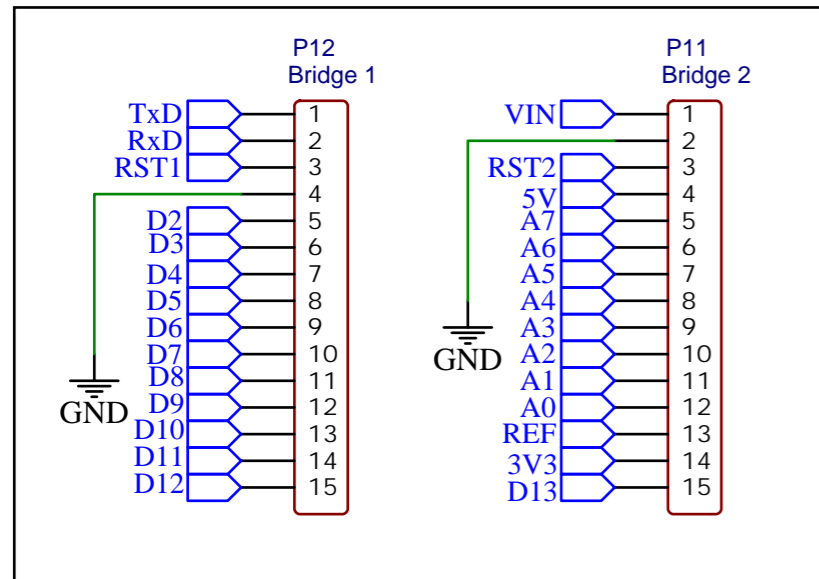 P12
Bridge 1
TxD 1
RxD 2
RST1 3
4
D2 5
D3 6
D4 7
D5 8
D6 9
D7 10
D8 11
D9 12
D10 13
D11 14
D12 15
GND
P11
Bridge 2
VIN 1
2
RST2 3
5V 4
A7 5
A6 6
A5 7
A4 8
A3 9
A2 10
A1 11
A0 12
REF 13
3V3 14
D13 15
GND